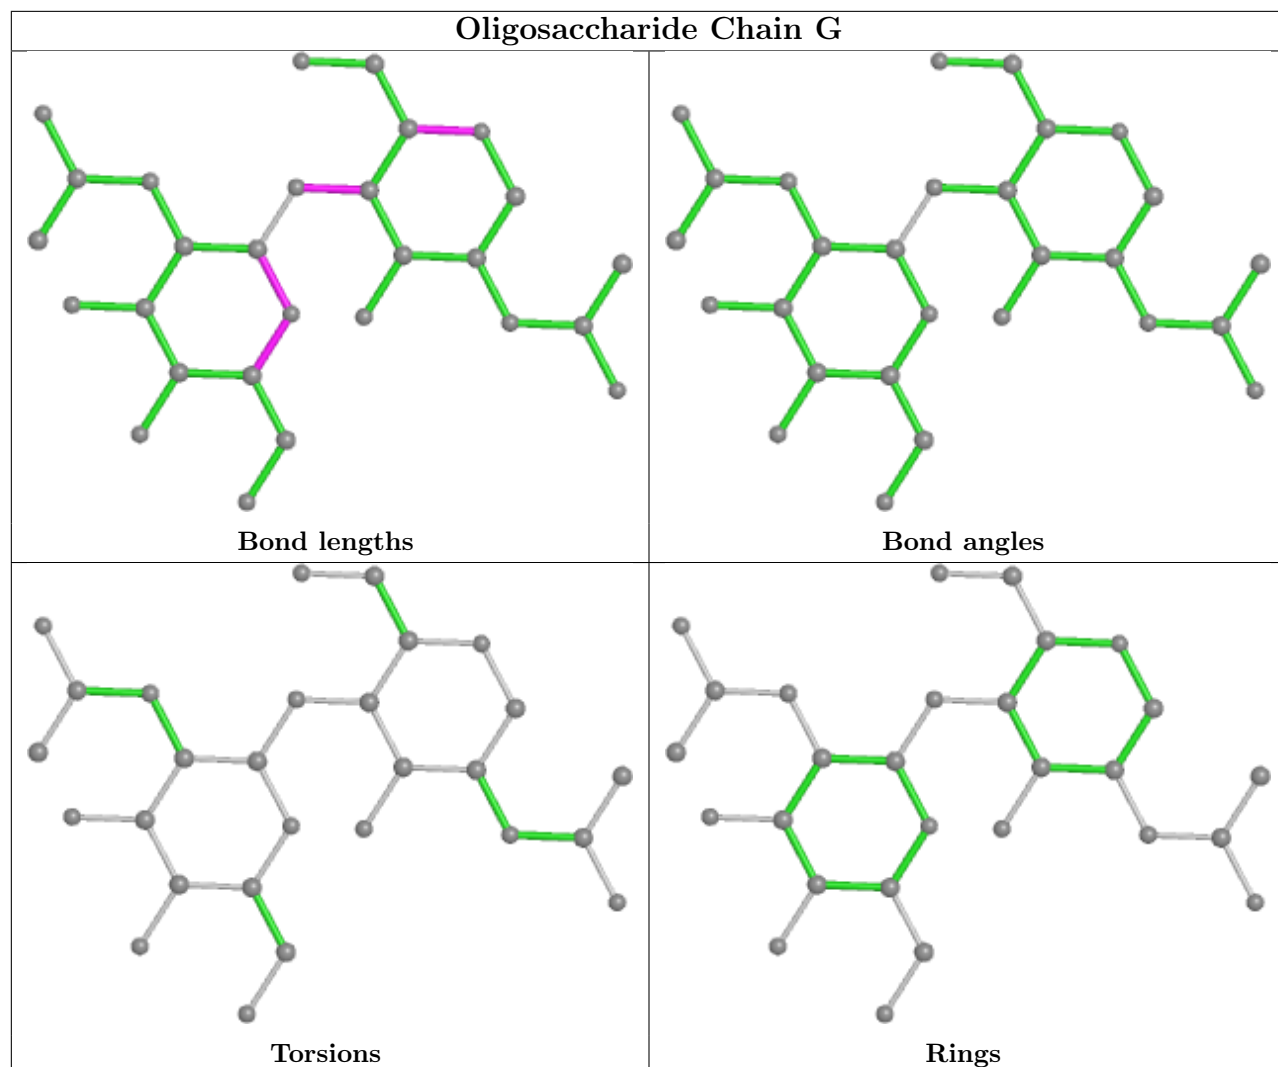 Oligosaccharide Chain G
Bond lengths
Bond angles
Torsions
Rings